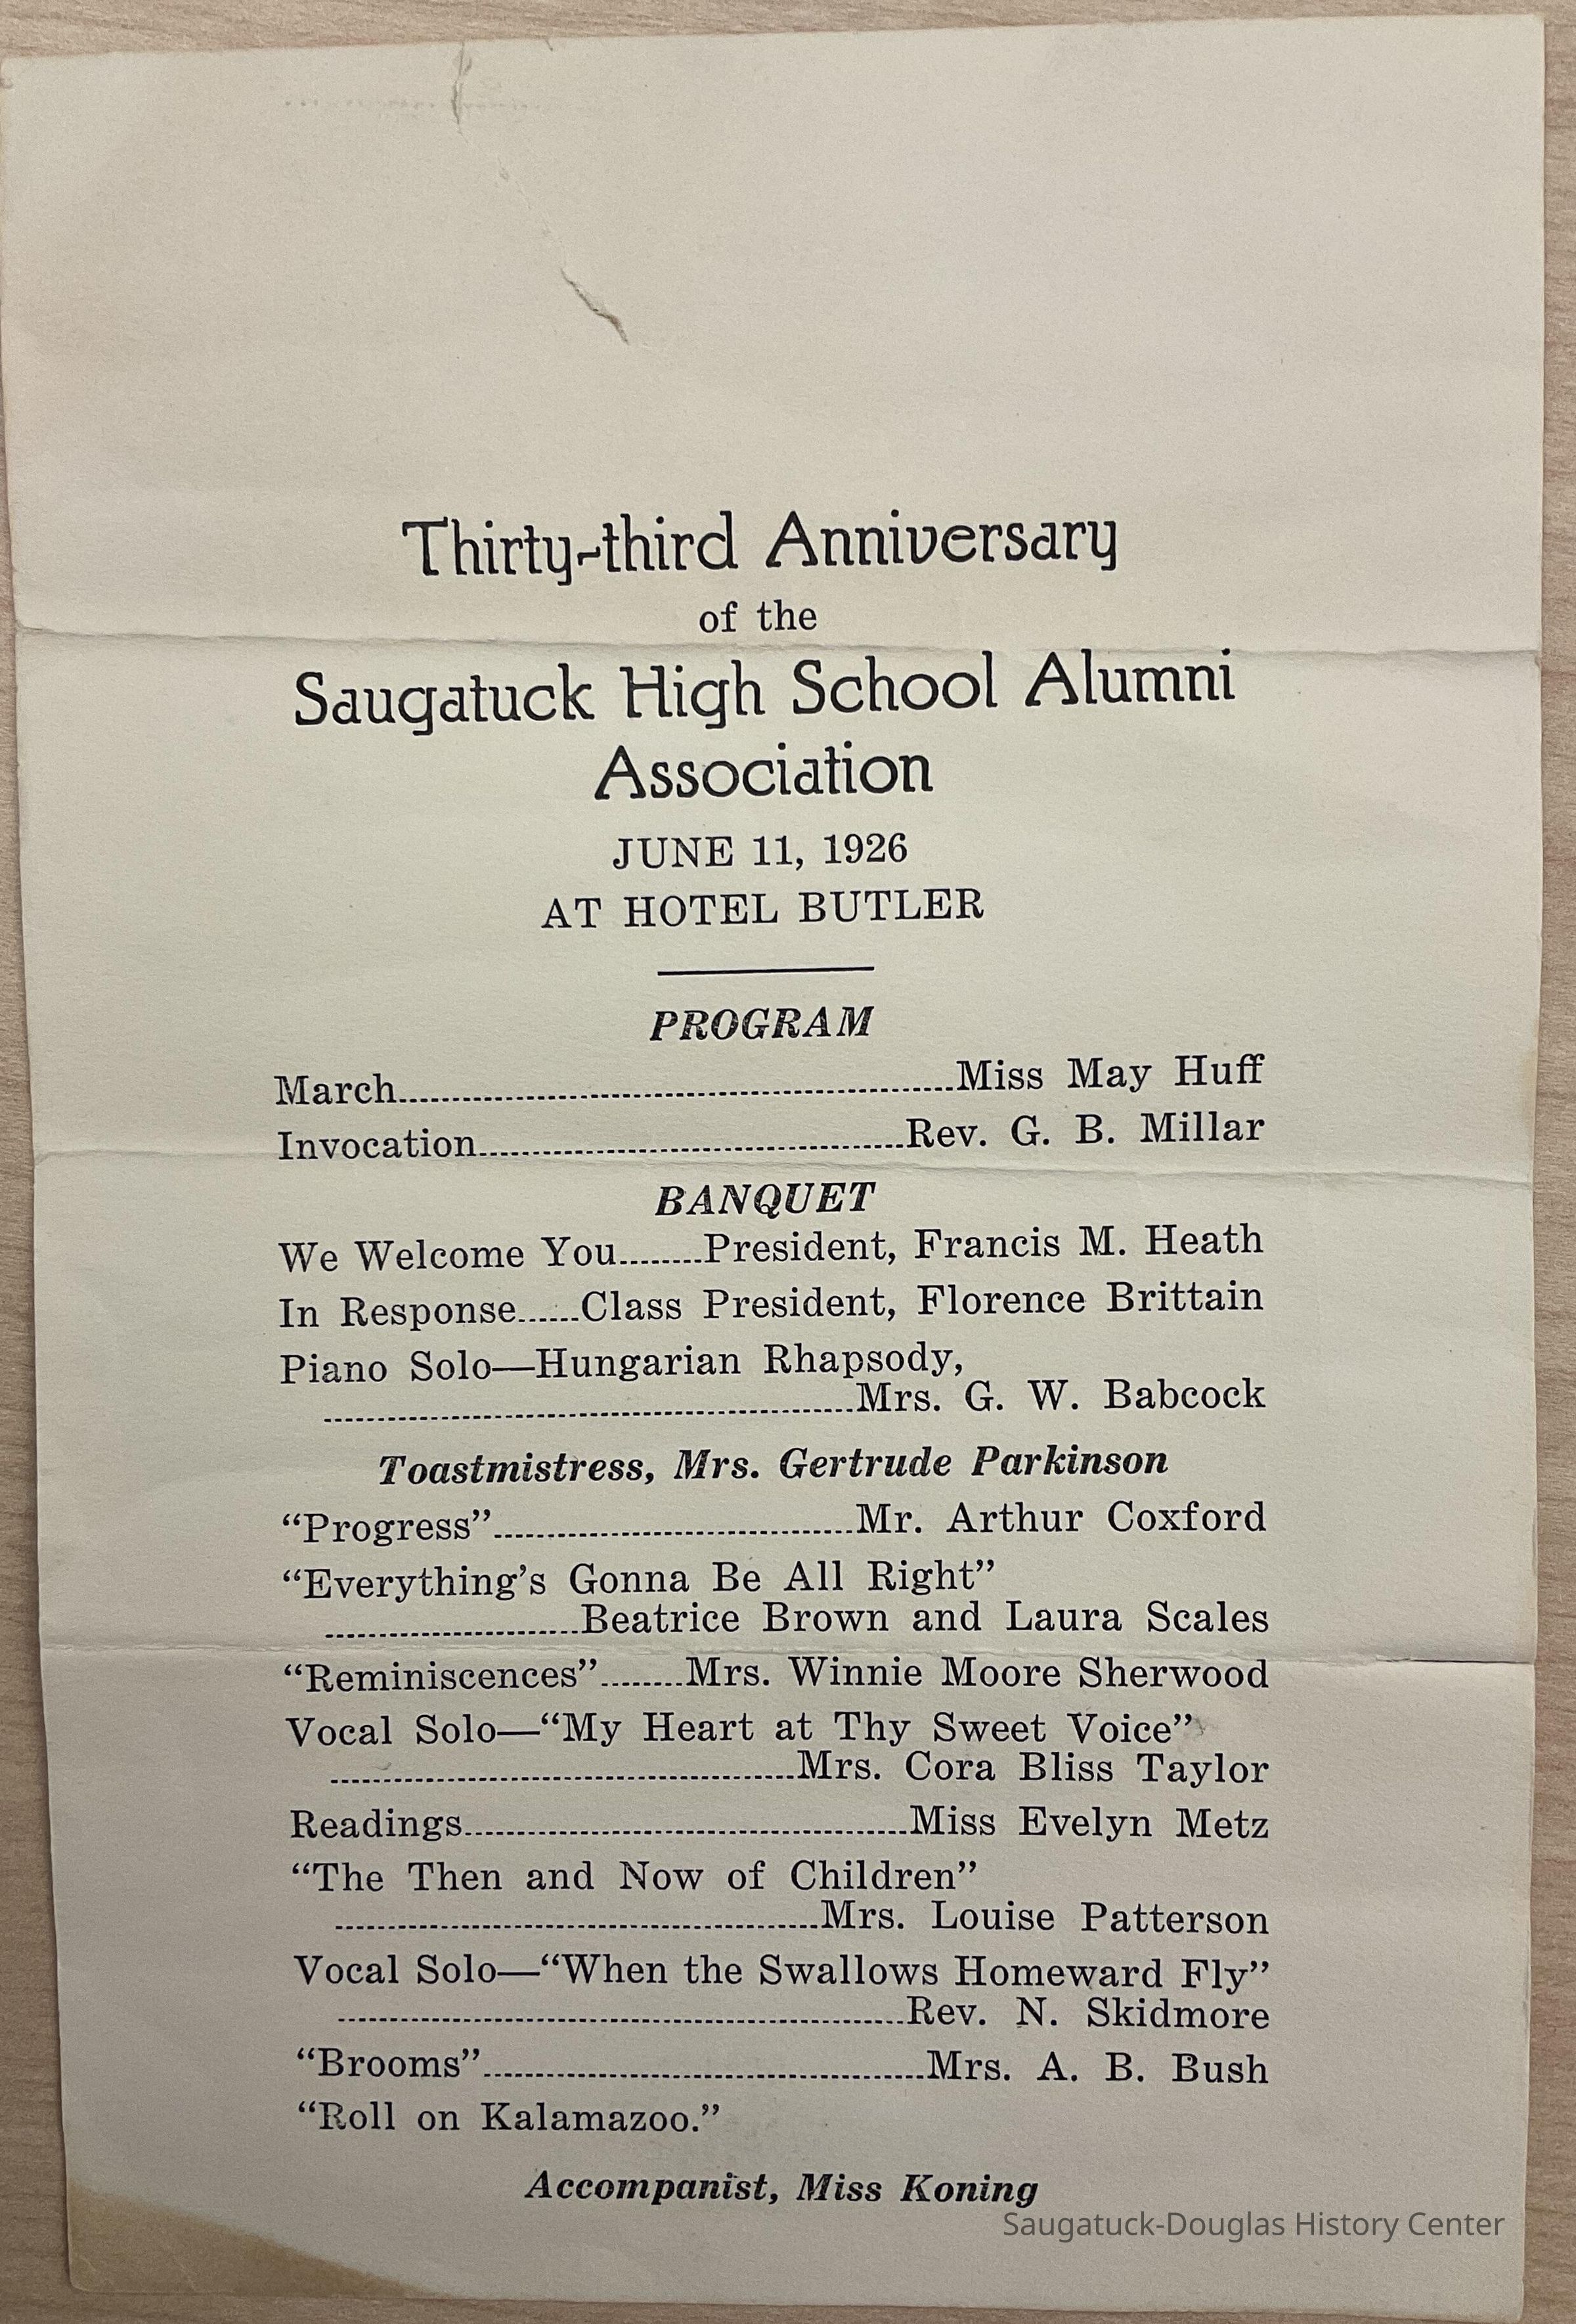 Thirty-third Anniversary
of the
Saugatuck High School Alumni
Association
JUNE 11, 1926
AT HOTEL BUTLER
PROGRAM
March........Miss May Huff
Invocation........Rev. G. B. Millar
BANQUET
We Welcome You........President, Francis M. Heath
In Response......Class President, Florence Brittain
Piano Solo—Hungarian Rhapsody,
........Mrs. G. W. Babcock
Toastmistress, Mrs. Gertrude Parkinson
“Progress”........Mr. Arthur Coxford
“Everything’s Gonna Be All Right”
........Beatrice Brown and Laura Scales
“Reminiscences”........Mrs. Winnie Moore Sherwood
Vocal Solo—“My Heart at Thy Sweet Voice”
........Mrs. Cora Bliss Taylor
Readings........Miss Evelyn Metz
“The Then and Now of Children”
........Mrs. Louise Patterson
Vocal Solo—“When the Swallows Homeward Fly”
........Rev. N. Skidmore
“Brooms”........Mrs. A. B. Bush
“Roll on Kalamazoo.”
Accompanist, Miss Koning
Saugatuck-Douglas History Center